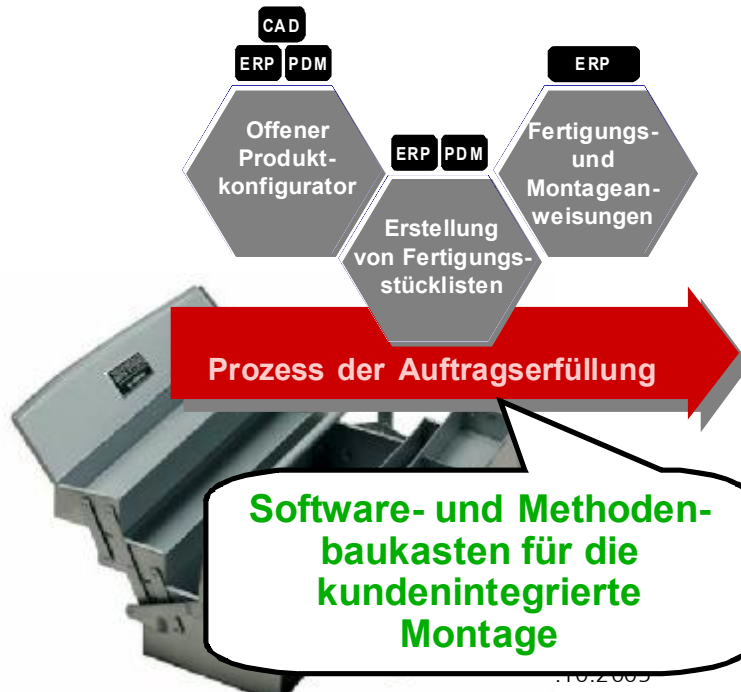 CAD
ERP PDM
Offener
Produkt-
konfigurator
ERP PDM
Erstellung
von Fertigungs-
stücklisten
ERP
Fertigungs-
und
Montagean-
weisungen
Prozess der Auftragserfüllung
Software- und Methoden-
baukasten für die
kundenintegrierte
Montage